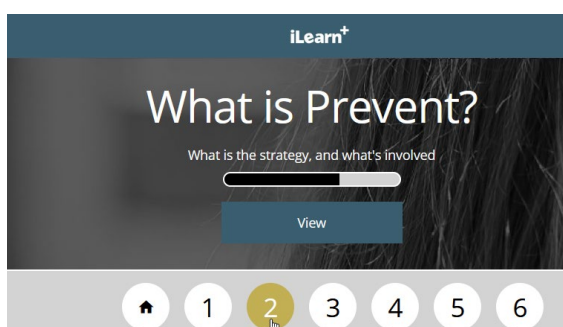 iLearn+
What is Prevent?
What is the strategy, and what's involved
View
1 2 3 4 5 6